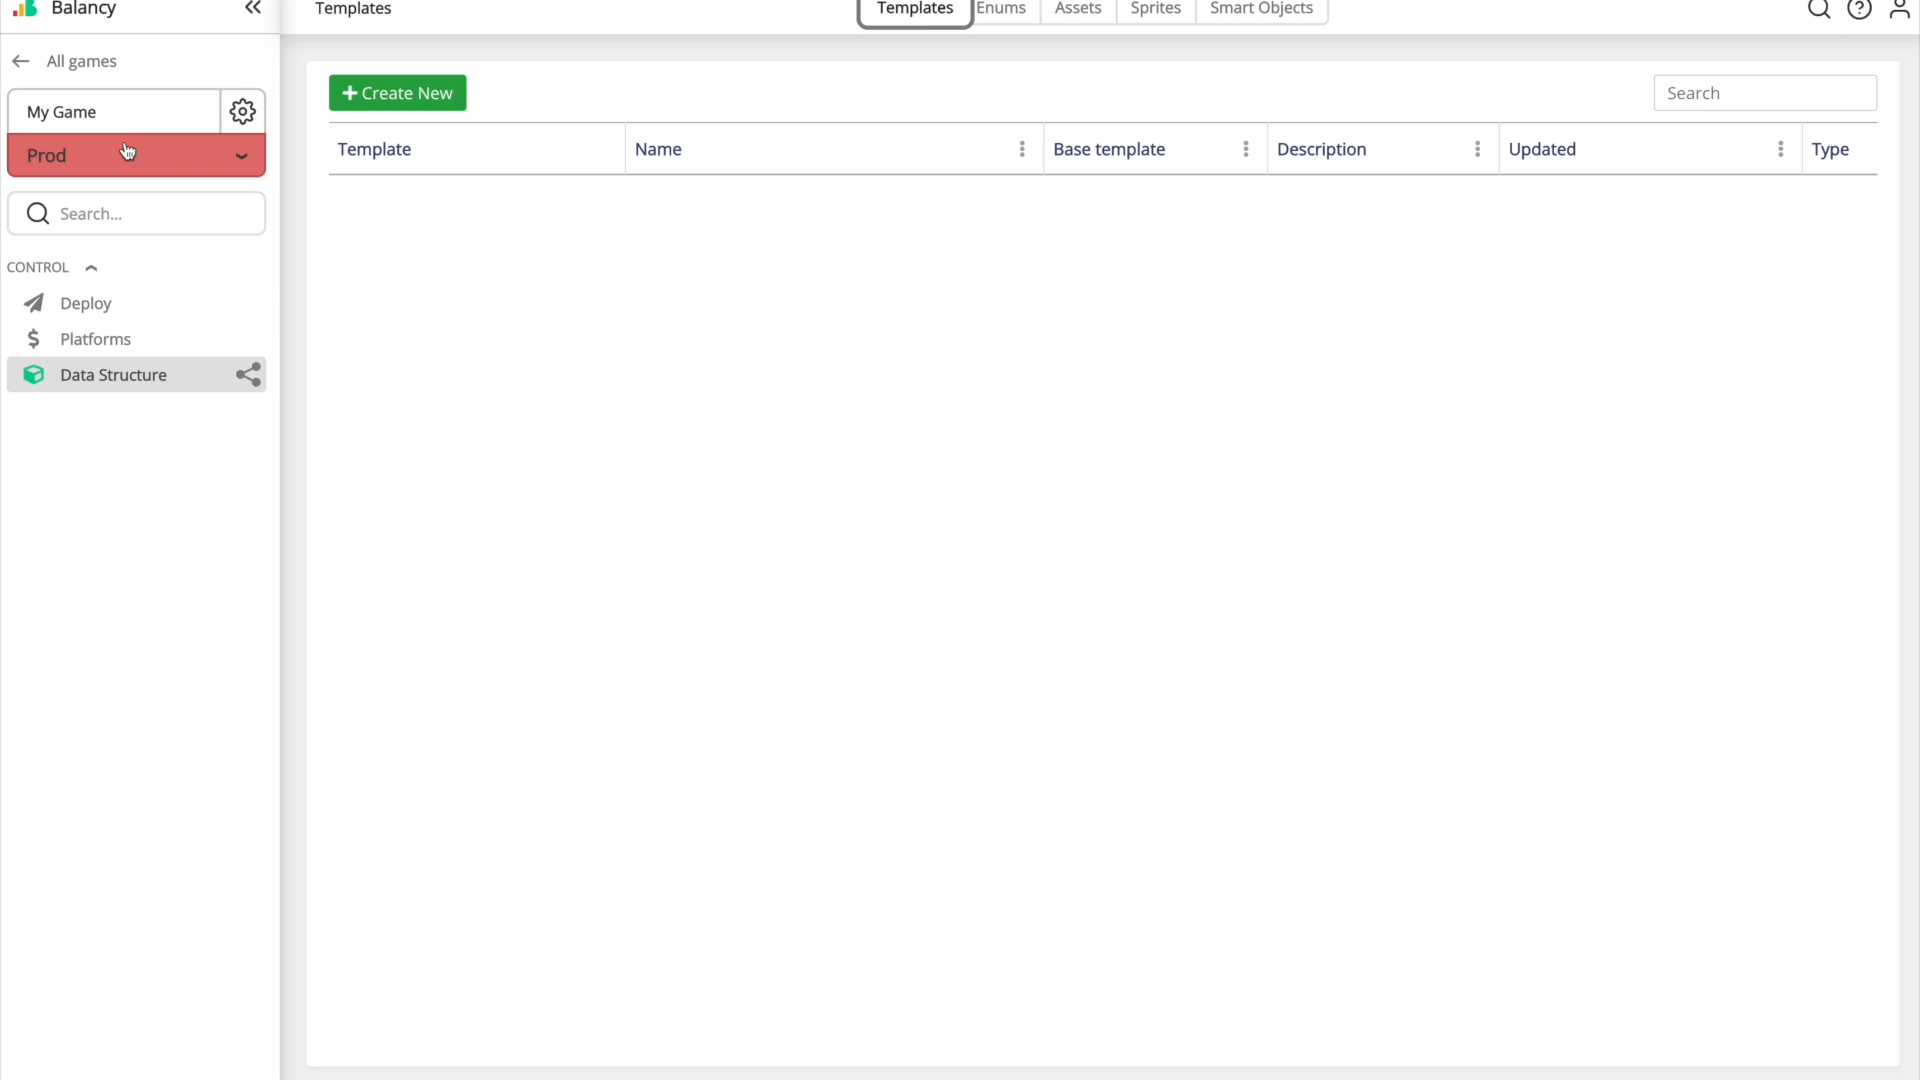 Balancy
Templates
Templates
Enums
Assets
Sprites
Smart Objects
All games
My Game
Prod
Search...
CONTROL
Deploy
Platforms
Data Structure
Create New
Search
Template
Name
Base template
Description
Updated
Type